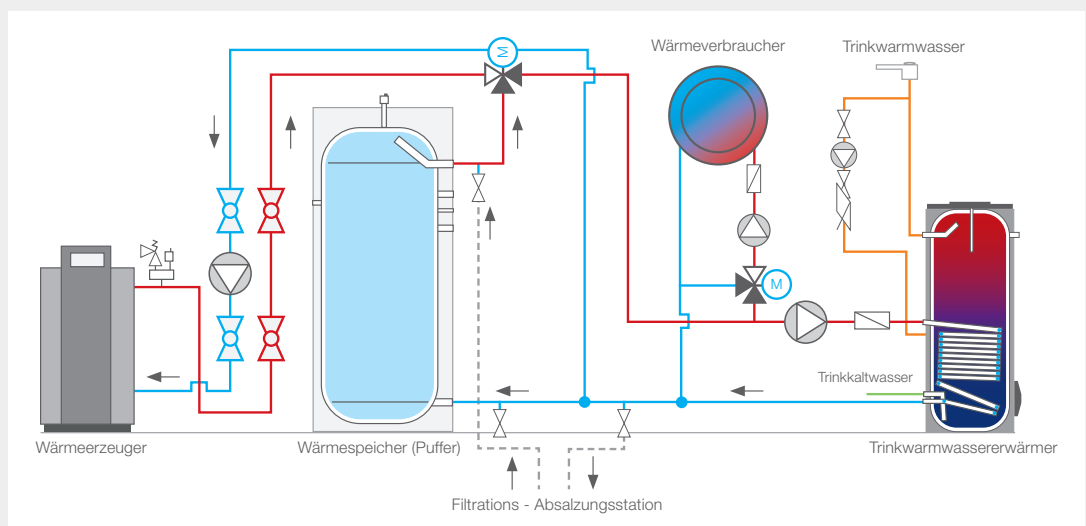 Wärmeverbraucher
Trinkwarmwasser
M
M
Trinkkaltwasser
Wärmeerzeuger
Wärmespeicher (Puffer)
Trinkwarmwassererwärmer
Filtrations - Absalzungsstation